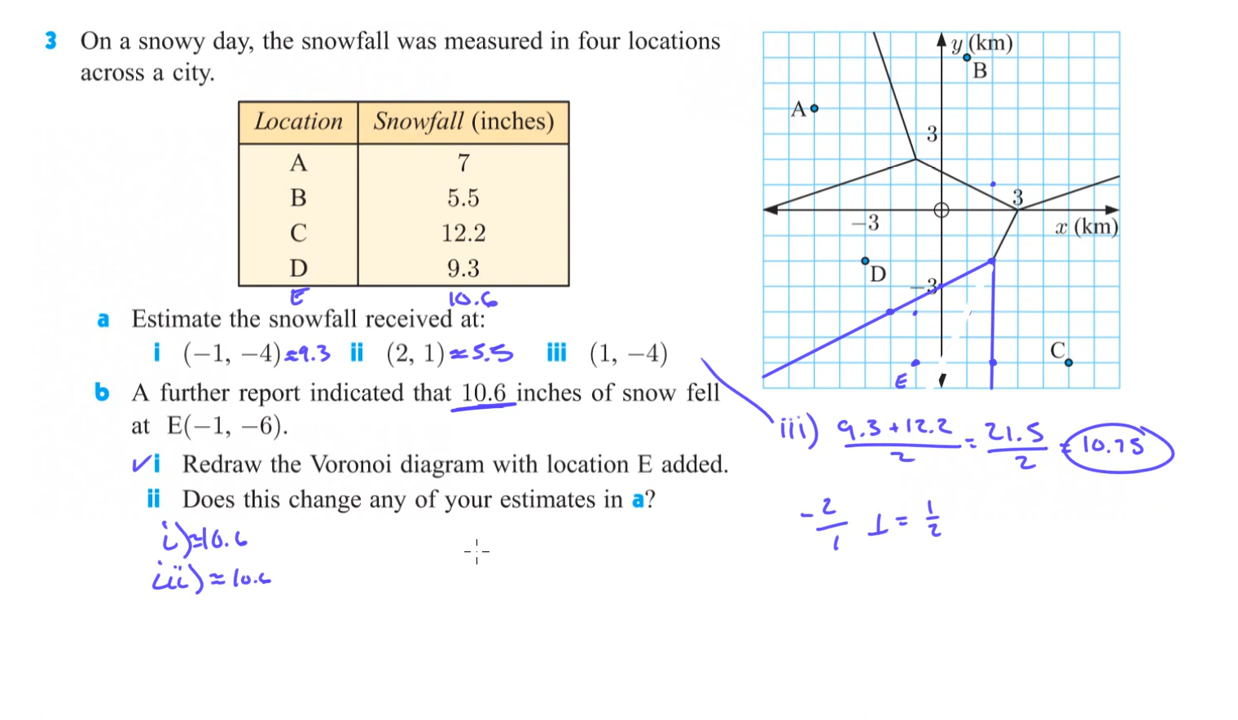 3 On a snowy day, the snowfall was measured in four locations
across a city.
Location Snowfall (inches)
A 7
B 5.5
C 12.2
D 9.3
E 10.6
a Estimate the snowfall received at:
i (−1, −4) ≈9.3 ii (2, 1) ≈5.5 iii (1, −4)
b A further report indicated that 10.6 inches of snow fell
at E(−1, −6).
✓i Redraw the Voronoi diagram with location E added.
ii Does this change any of your estimates in a?
i) ≈10.6
iii) ≈10.6
y (km)
B
A
3
3
−3
x (km)
D
−3
C
E
iii) 9.3+12.2/2 = 21.5/2 = 10.75
-2/1 ⊥ = 1/2